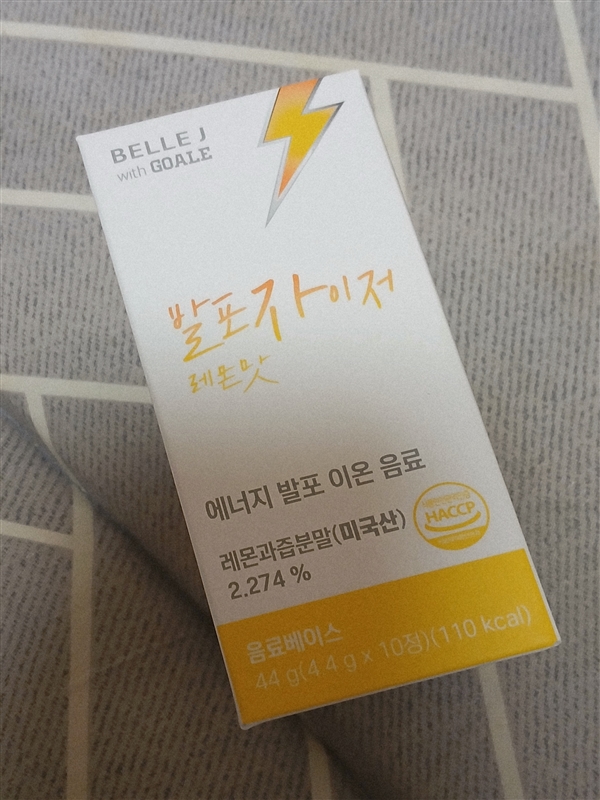 BELLE J
with GOALE
발포자이저
레몬맛
에너지 발포 이온 음료
레몬과즙분말(미국산)
2.274 %
HACCP
음료베이스
44 g(4.4 g x 10정)(110 kcal)